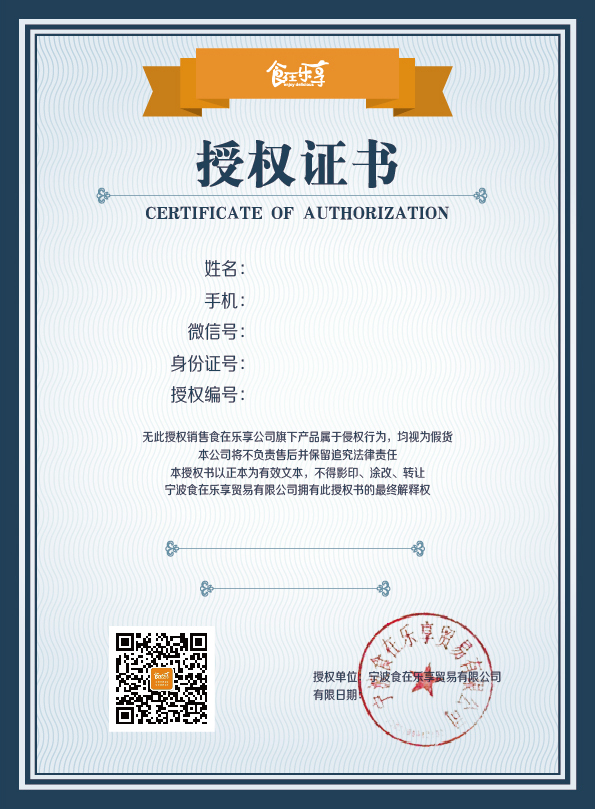 食在乐享
授权证书
CERTIFICATE OF AUTHORIZATION
姓名：
手机：
微信号：
身份证号：
授权编号：
无此授权销售食在乐享公司旗下产品属于侵权行为，均视为假货
本公司将不负责售后并保留追究法律责任
本授权书以正本为有效文本，不得影印、涂改、转让
宁波食在乐享贸易有限公司拥有此授权书的最终解释权
宁波食在乐享贸易有限公司
授权单位：宁波食在乐享贸易有限公司
有限日期：